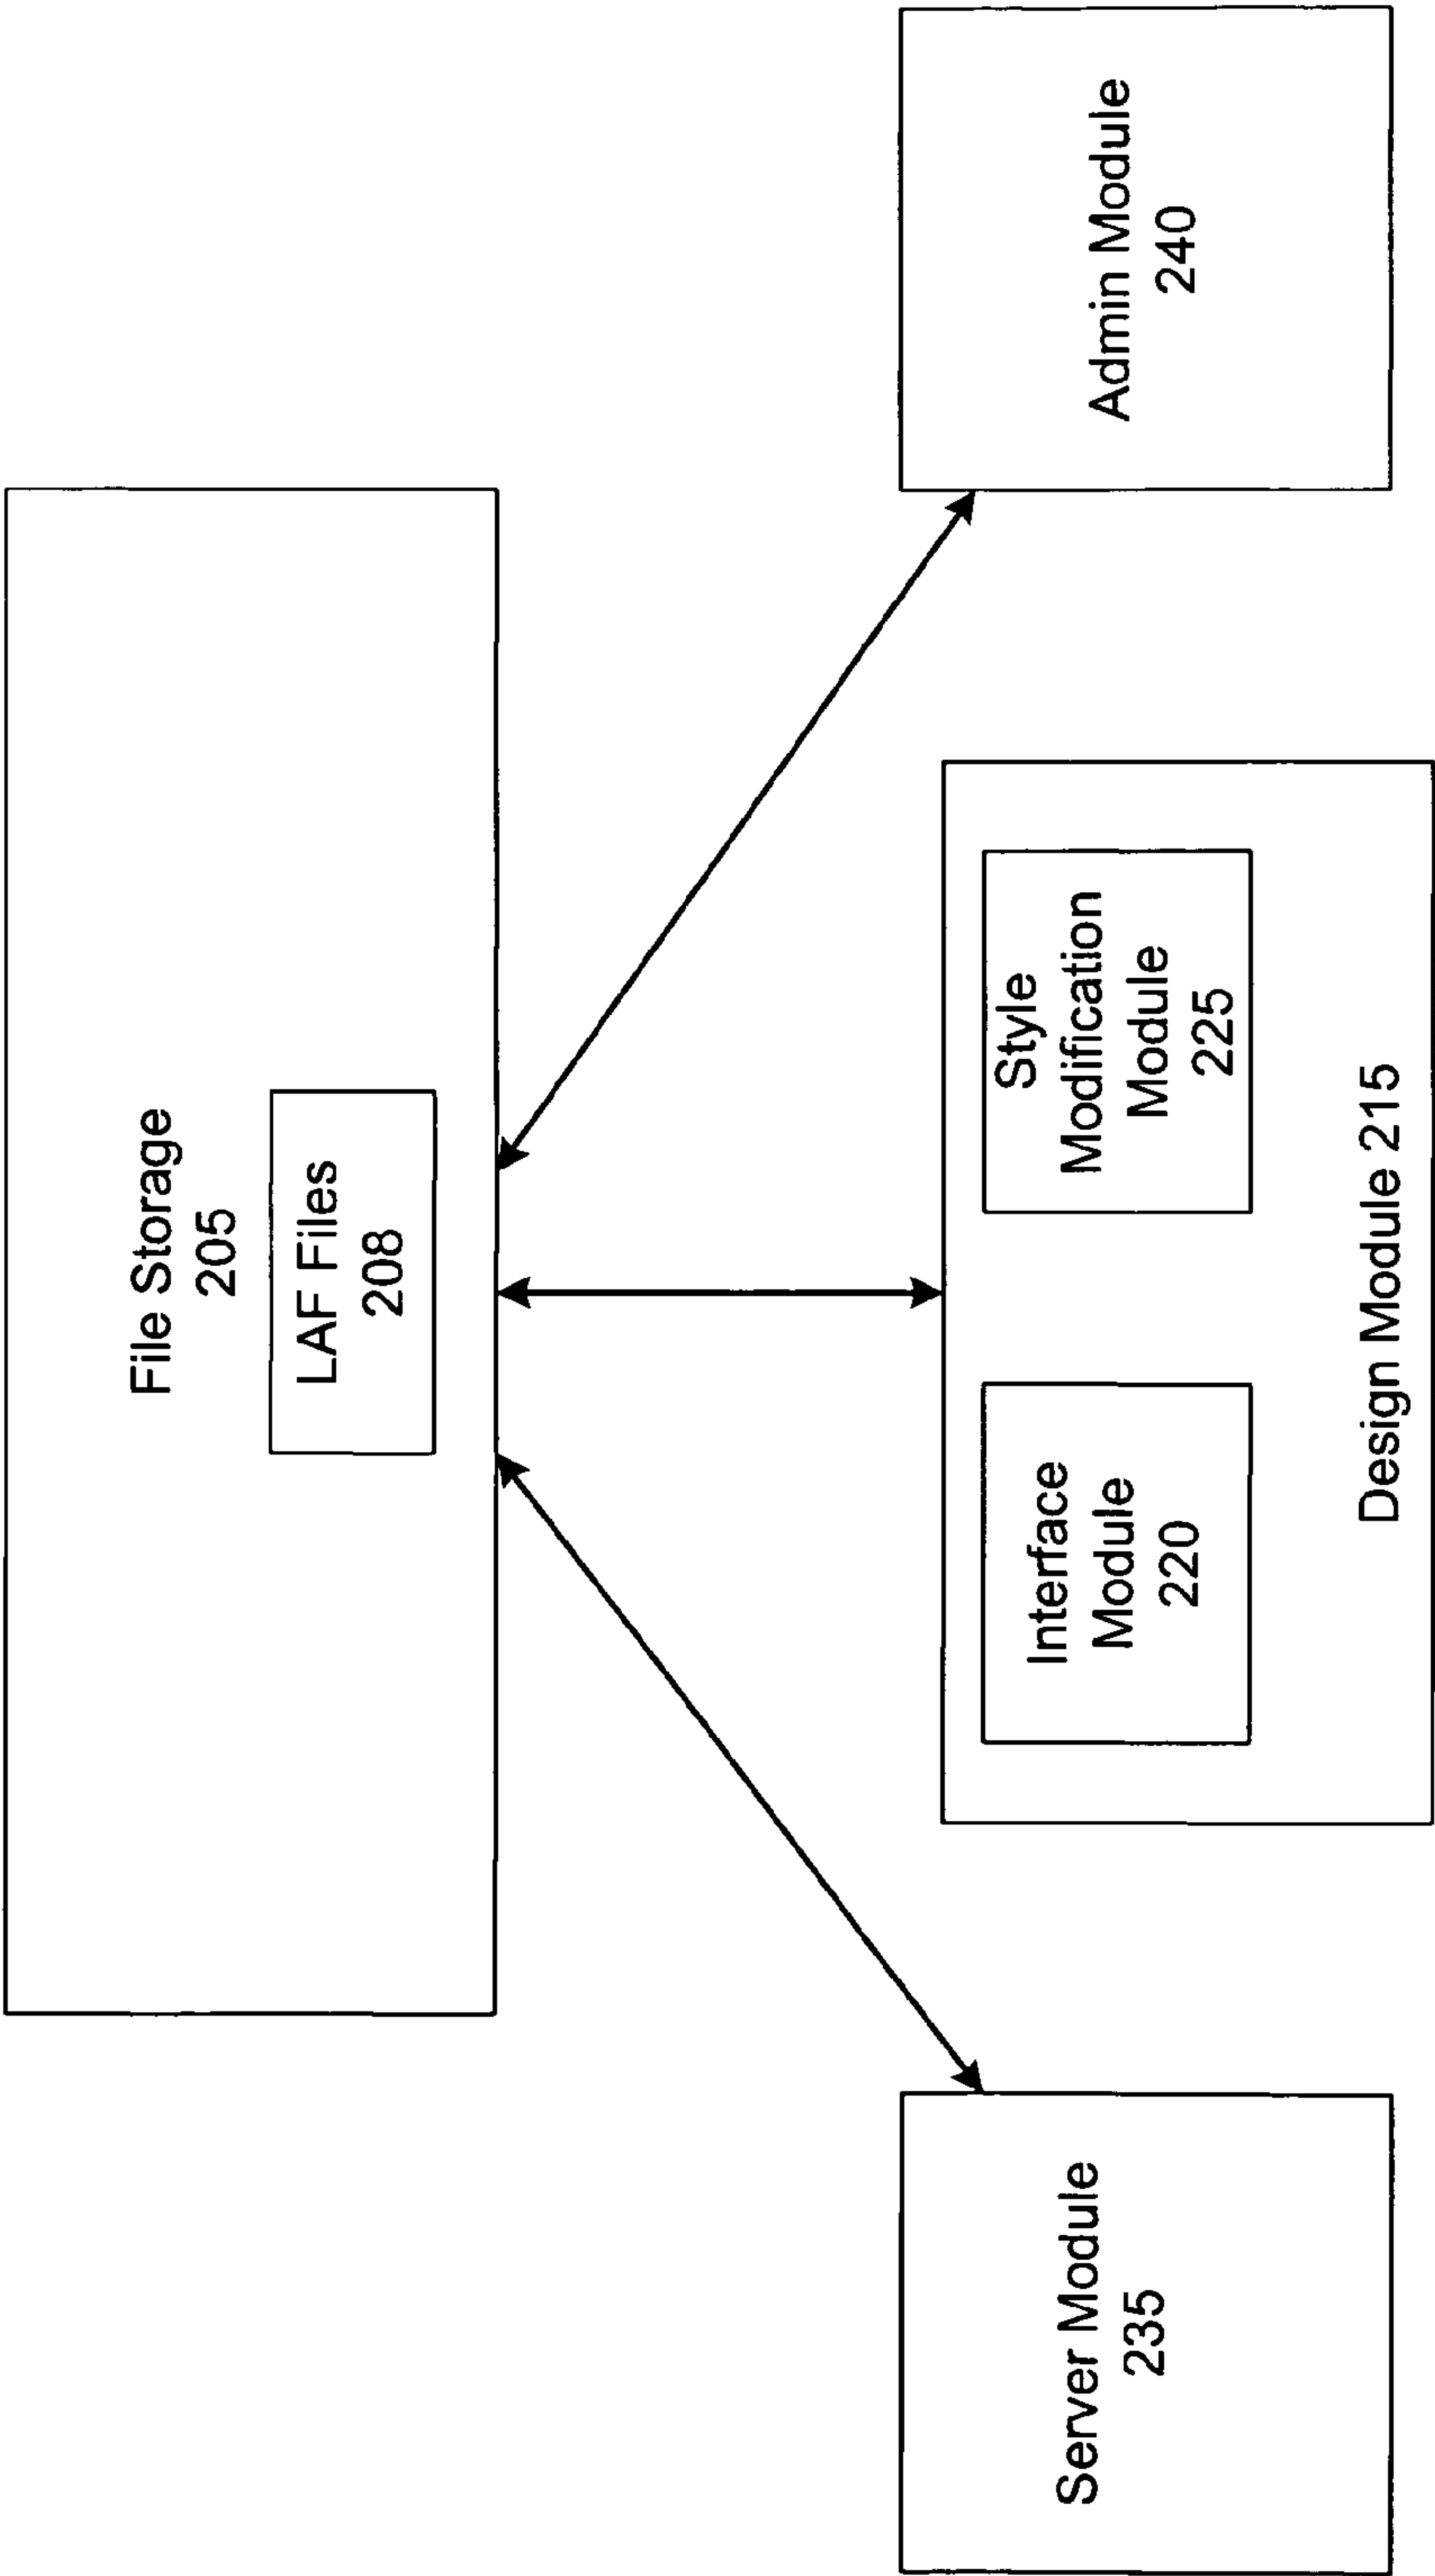 File Storage
205
LAF Files
208
Server Module
235
Interface
Module
220
Style
Modification
Module
225
Design Module 215
Admin Module
240